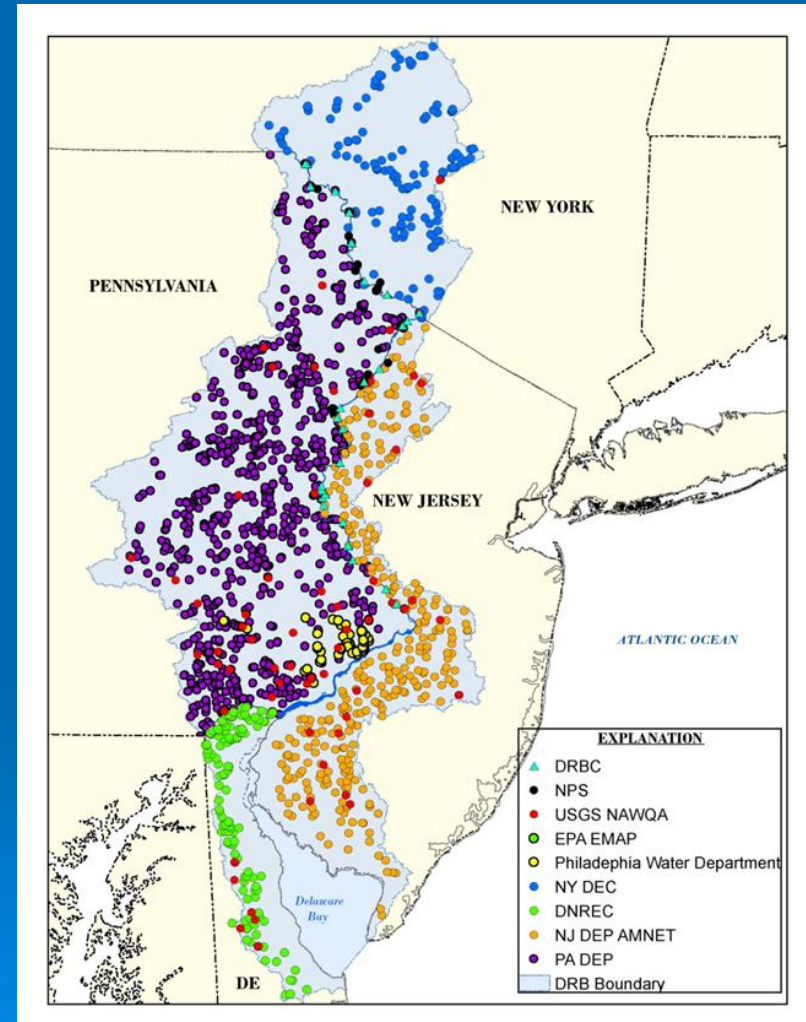 NEW YORK
PENNSYLVANIA
NEW JERSEY
ATLANTIC OCEAN
Delaware
Bay
DE
EXPLANATION
DRBC
NPS
USGS NAWQA
EPA EMAP
Philadephia Water Department
NY DEC
DNREC
NJ DEP AMNET
PA DEP
DRB Boundary